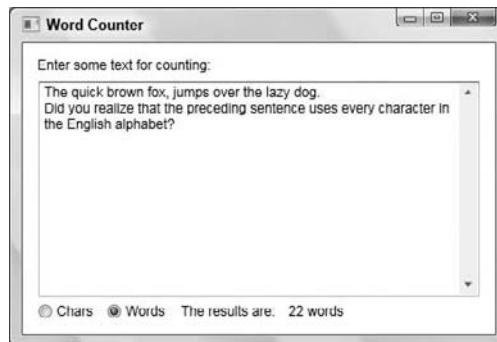 Word Counter
Enter some text for counting:
The quick brown fox, jumps over the lazy dog.
Did you realize that the preceding sentence uses every character in
the English alphabet?
Chars Words The results are: 22 words